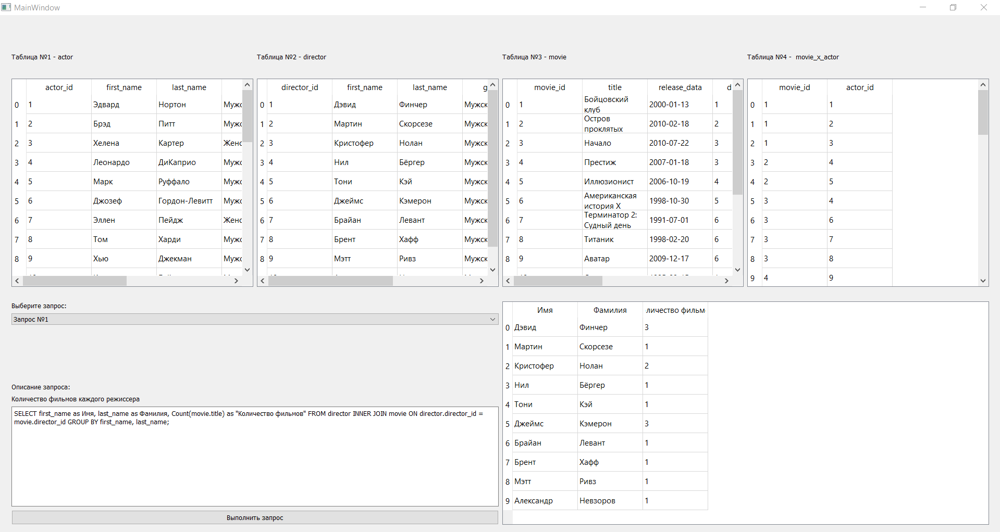 MainWindow
Таблица №1 - actor
Таблица №2 - director
Таблица №3 - movie
Таблица №4 - movie_x_actor
actor_id first_name last_name
0 1 Эдвард Нортон
1 2 Брэд Питт
2 3 Хелена Картер
3 4 Леонардо ДиКаприо
4 5 Марк Руффало
5 6 Джозеф Гордон-Левитт
6 7 Эллен Пейдж
7 8 Том Харди
8 9 Хью Джекман
director_id first_name last_name g
0 1 Дэвид Финчер Мужск
1 2 Мартин Скорсезе Мужск
2 3 Кристофер Нолан Мужск
3 4 Нил Бёргер Мужск
4 5 Тони Кэй Мужск
5 6 Джеймс Кэмерон Мужск
6 7 Брайан Левант Мужск
7 8 Брент Хафф Мужск
8 9 Мэтт Ривз Мужск
movie_id title release_data d
0 1 Бойцовский клуб 2000-01-13 1
1 2 Остров проклятых 2010-02-18 2
2 3 Начало 2010-07-22 3
3 4 Престиж 2007-01-18 3
4 5 Иллюзионист 2006-10-19 4
5 6 Американская история X 1998-10-30 5
6 7 Терминатор 2: Судный день 1991-07-01 6
7 8 Титаник 1998-02-20 6
8 9 Аватар 2009-12-17 6
movie_id actor_id
0 1 1
1 1 2
2 1 3
3 2 4
4 2 5
5 3 4
6 3 6
7 3 7
8 3 8
9 4 9
Выберите запрос:
Запрос №1
Описание запроса:
Количество фильмов каждого режиссера
SELECT first_name as Имя, last_name as Фамилия, Count(movie.title) as "Количество фильмов" FROM director INNER JOIN movie ON director.director_id =
movie.director_id GROUP BY first_name, last_name;
Выполнить запрос
Имя Фамилия личество фильм
0 Дэвид Финчер 3
1 Мартин Скорсезе 1
2 Кристофер Нолан 2
3 Нил Бёргер 1
4 Тони Кэй 1
5 Джеймс Кэмерон 3
6 Брайан Левант 1
7 Брент Хафф 1
8 Мэтт Ривз 1
9 Александр Невзоров 1